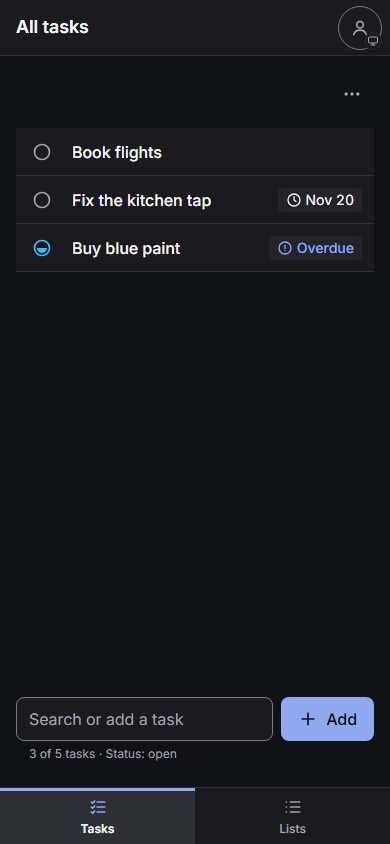 All tasks
Book flights
Fix the kitchen tap Nov 20
Buy blue paint Overdue
Search or add a task Add
3 of 5 tasks · Status: open
Tasks Lists